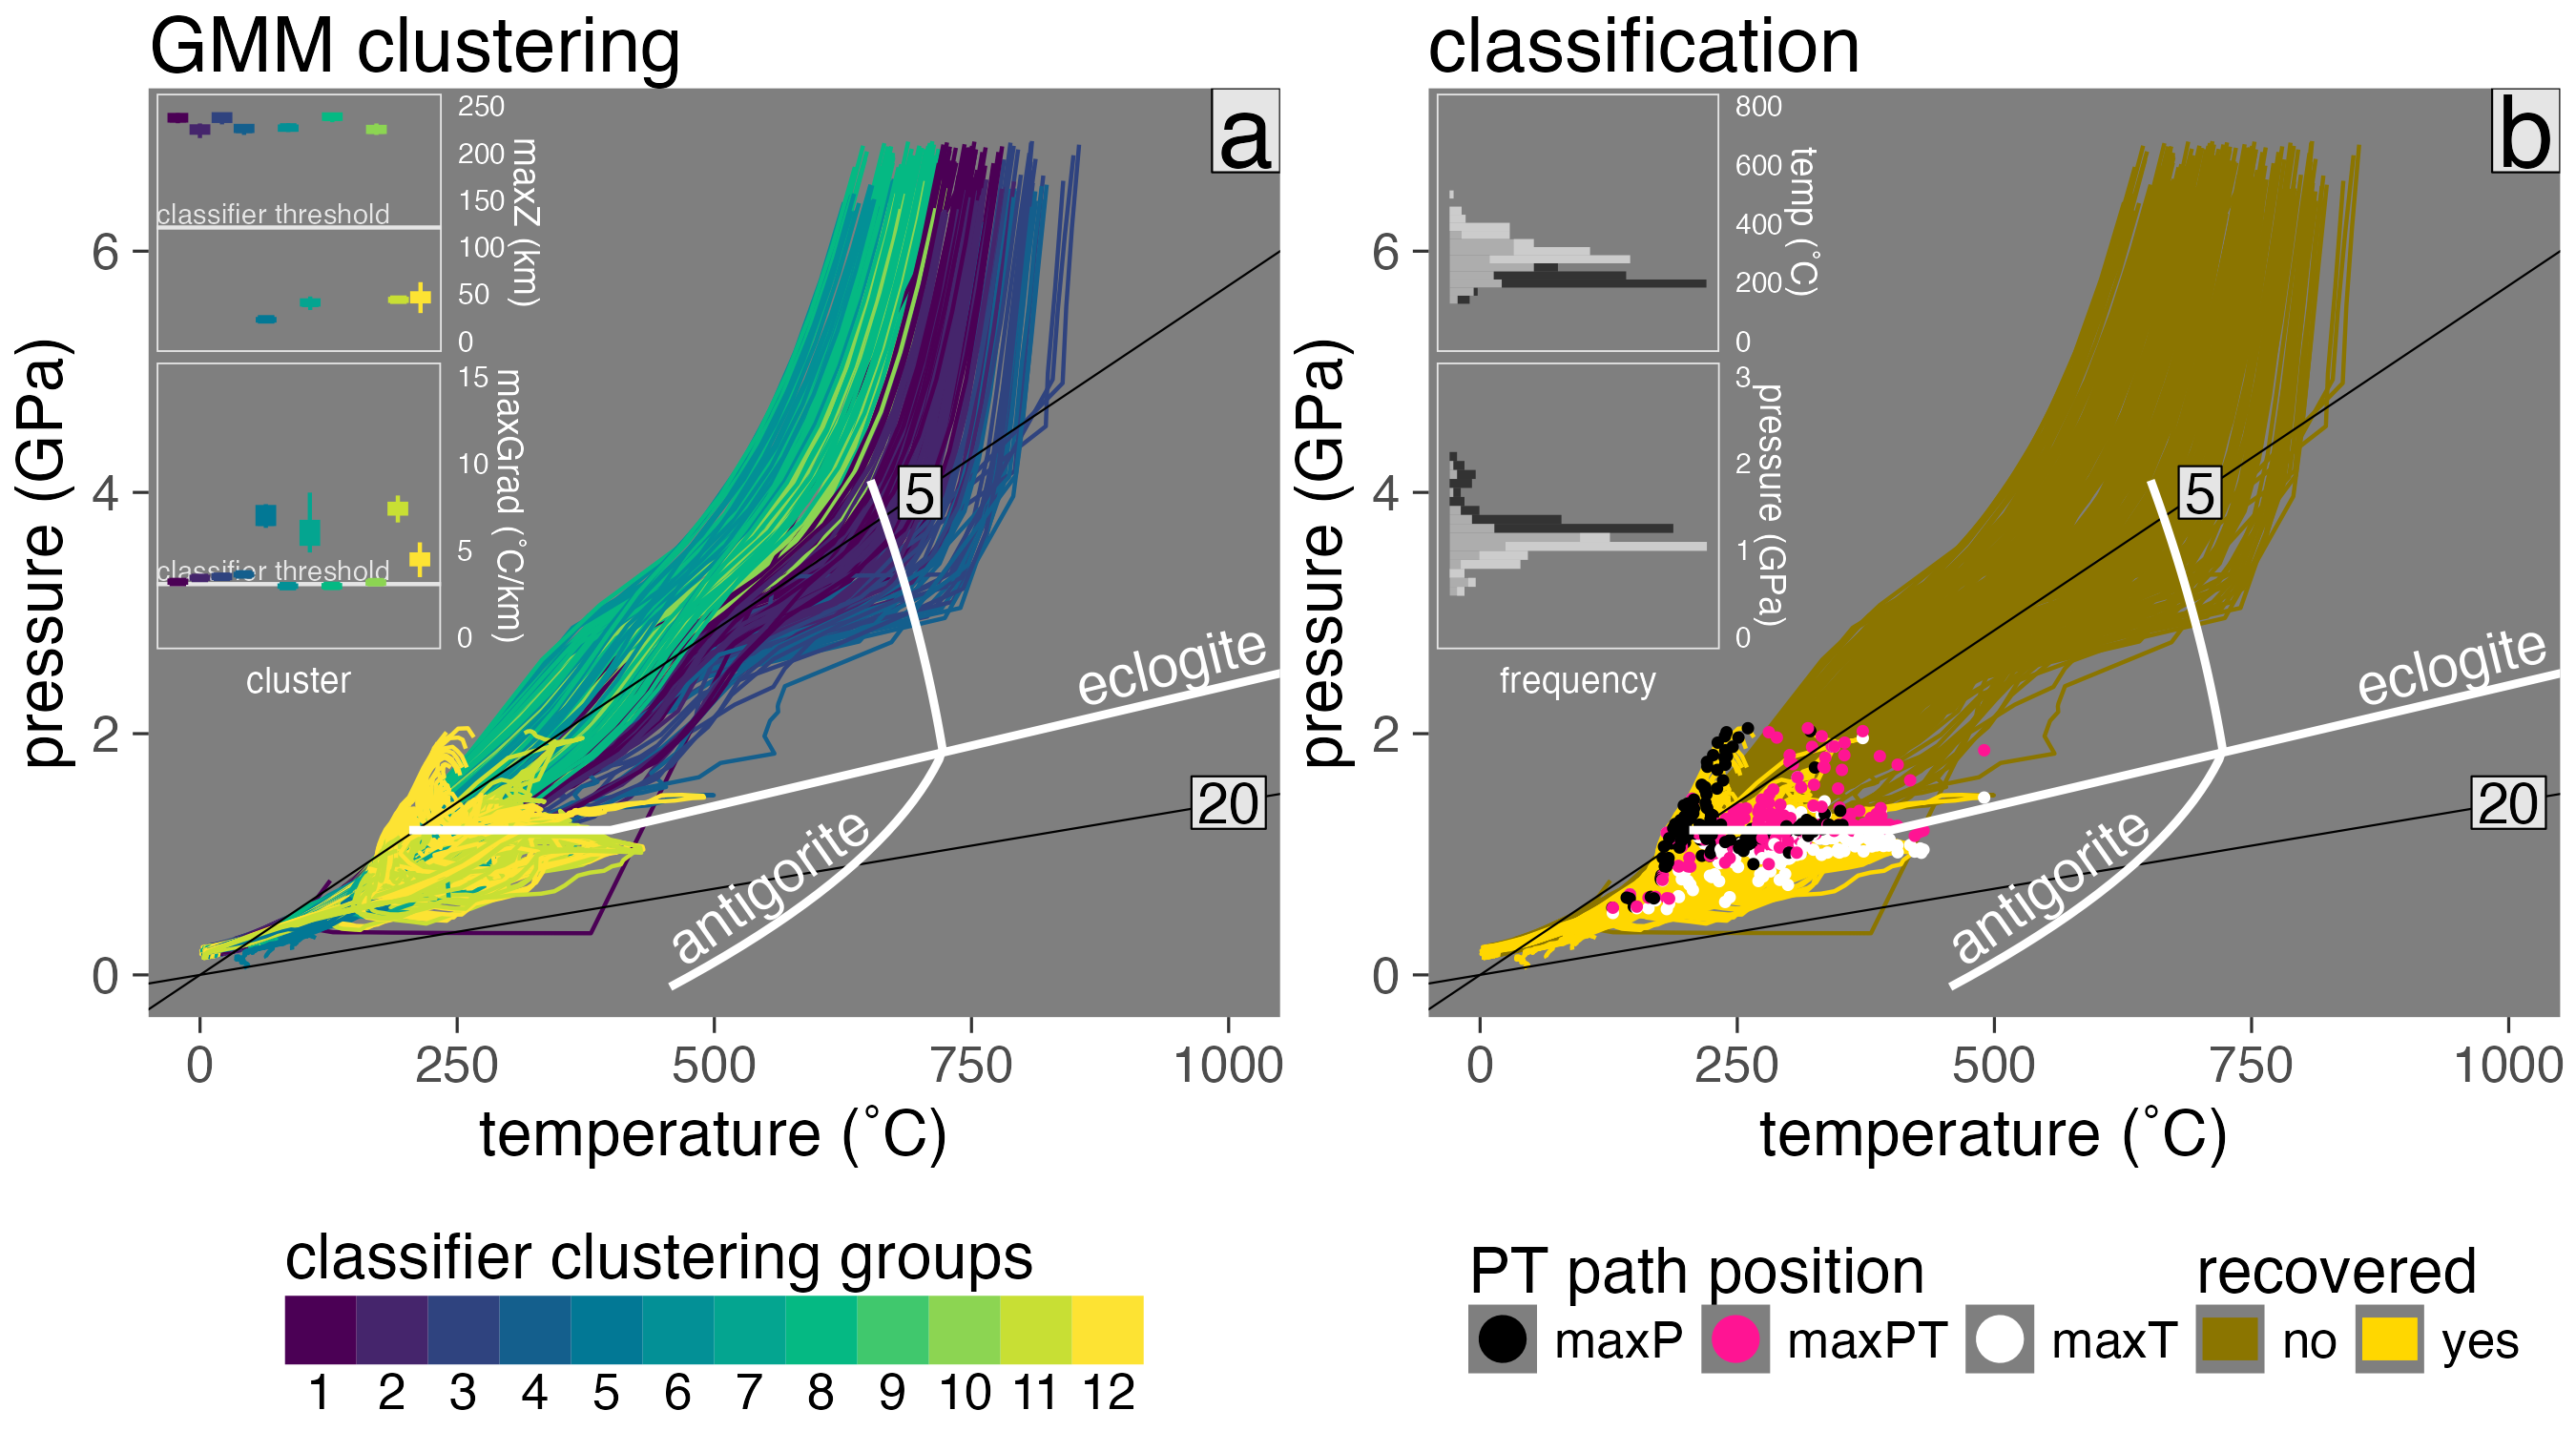 GMM clustering
a
250
200
150
100
50
0
maxZ (km)
classifier threshold
15
10
5
0
maxGrad (˚C/km)
classifier threshold
cluster
5
eclogite
20
antigorite
6
4
2
0
pressure (GPa)
0 250 500 750 1000
temperature (˚C)
classification
b
800
600
400
200
0
temp (˚C)
3
2
1
0
pressure (GPa)
frequency
5
eclogite
20
antigorite
6
4
2
0
pressure (GPa)
0 250 500 750 1000
temperature (˚C)
classifier clustering groups
1 2 3 4 5 6 7 8 9 10 11 12
PT path position
maxP maxPT maxT
recovered
no yes